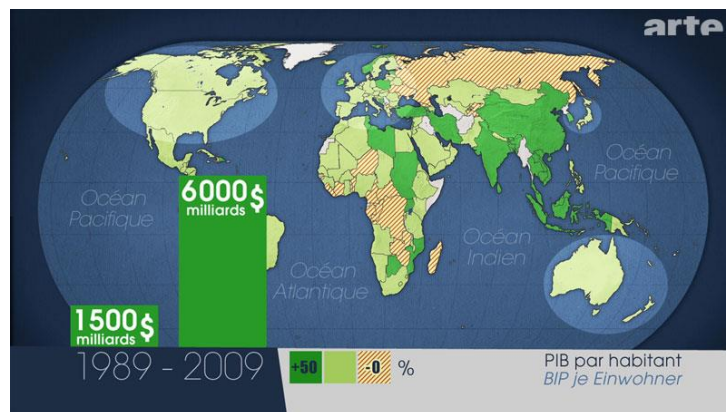 arte
Océan
Pacifique
6000 $
milliards
Océan
Pacifique
Océan
Indien
Océan
Atlantique
1500 $
milliards
1989 - 2009
+50 -0 %
PIB par habitant
BIP je Einwohner